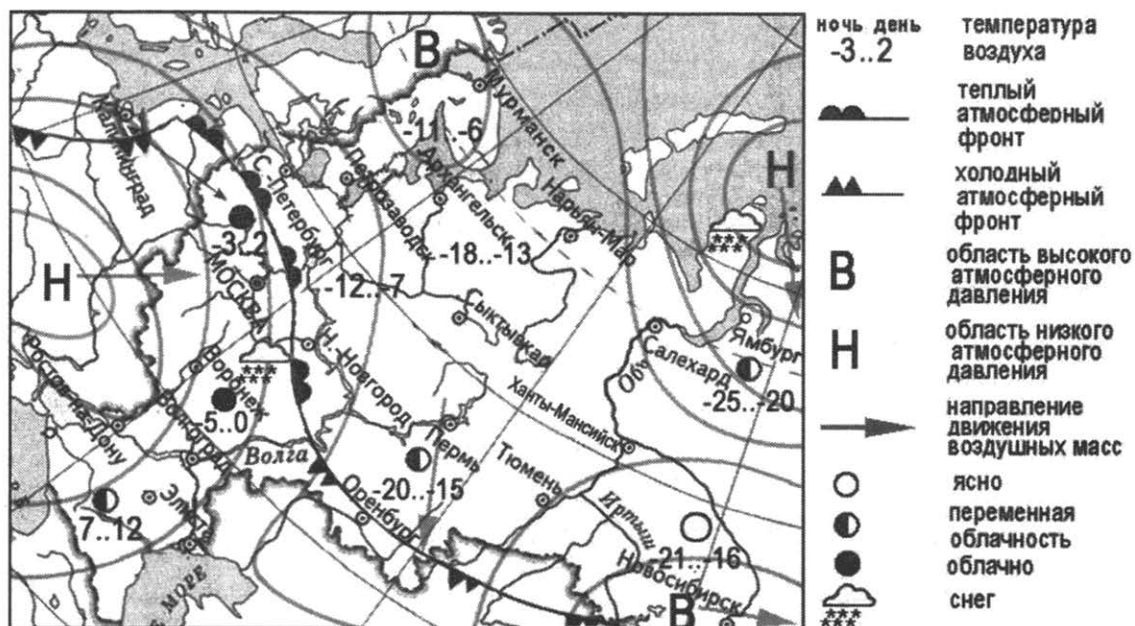 В
Мурманск
-11..-6
Калининград
С.-Петербург
Петрозаводск
Архангельск
Нарьян-Мар
Н
-3..2
-18..-13
МОСКВА
-12..-7
Н
Сыктывкар
Ямбург
Салехард
Обь
Н.-Новгород
Воронеж
-25..-20
Ростов-на-Дону
Ханты-Мансийск
-5..0
Волгоград
Волга
Пермь
Тюмень
-20..-15
Оренбург
Иртыш
Элиста
7..12
-21..-16
Новосибирск
МОРЕ
В
ночь день
-3..2
температура
воздуха
теплый
атмосферный
фронт
холодный
атмосферный
фронт
В
область высокого
атмосферного
давления
Н
область низкого
атмосферного
давления
направление
движения
воздушных масс
ясно
переменная
облачность
облачно
снег